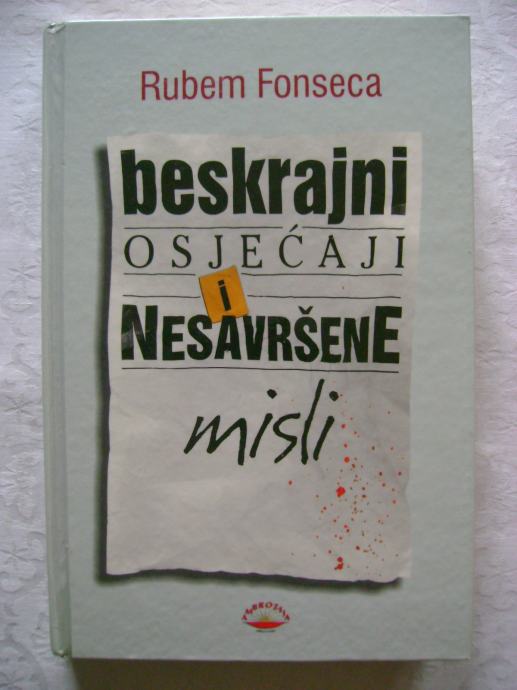 Rubem Fonseca
beskrajni
OSJEĆAJI
i
NESAVRŠENE
misli